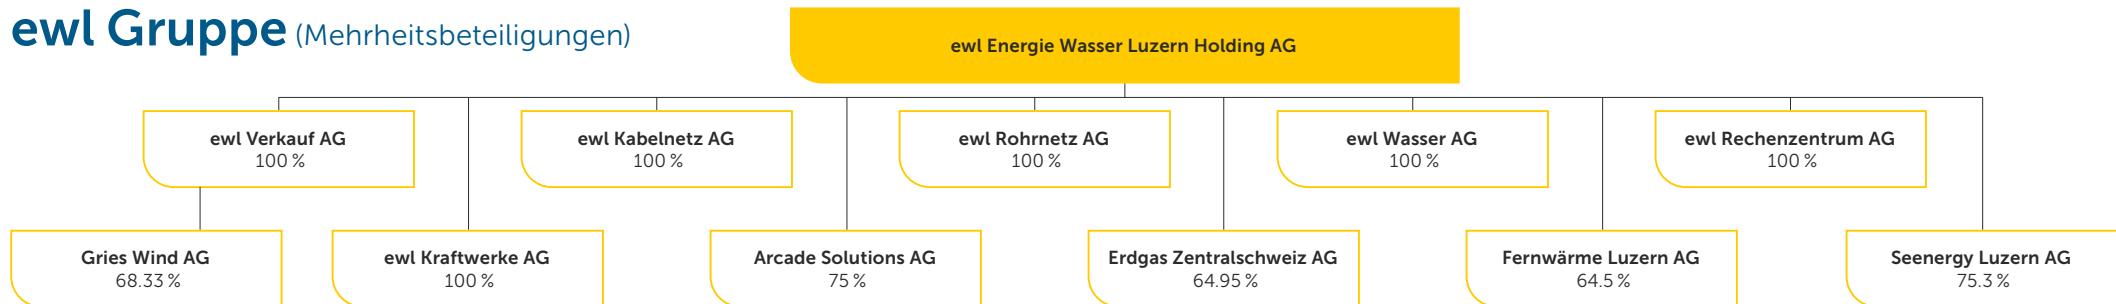 ewl Gruppe (Mehrheitsbeteiligungen)
ewl Energie Wasser Luzern Holding AG
ewl Verkauf AG
100 %
ewl Kabelnetz AG
100 %
ewl Rohrnetz AG
100 %
ewl Wasser AG
100 %
ewl Rechenzentrum AG
100 %
Gries Wind AG
68.33 %
ewl Kraftwerke AG
100 %
Arcade Solutions AG
75 %
Erdgas Zentralschweiz AG
64.95 %
Fernwärme Luzern AG
64.5 %
Seenergy Luzern AG
75.3 %